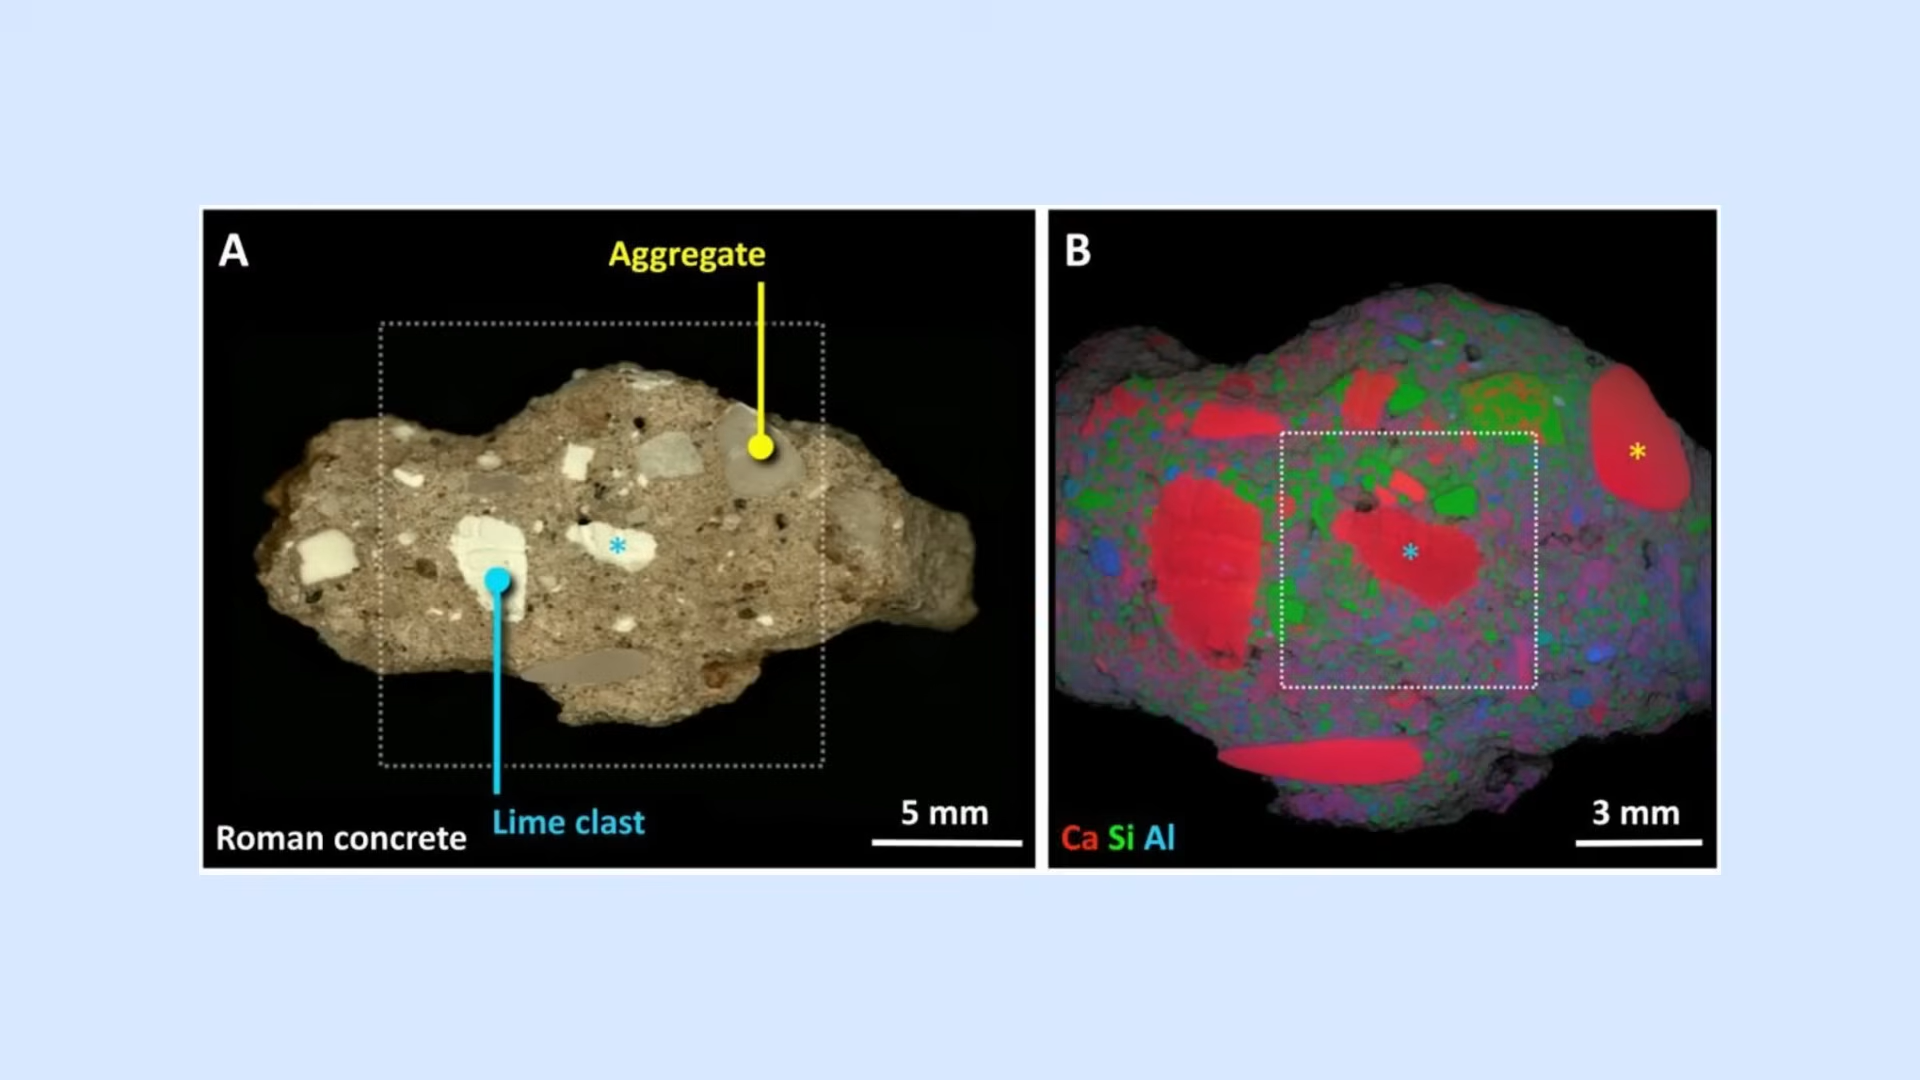 A
Aggregate
*
Lime clast
Roman concrete
5 mm
B
*
*
Ca Si Al
3 mm